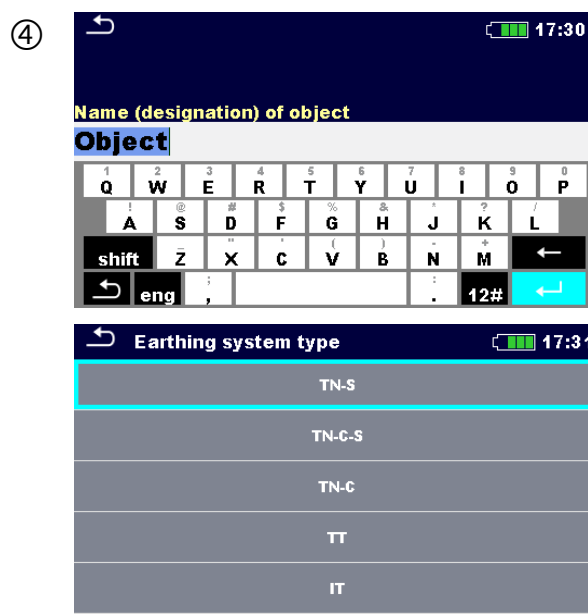 ④
17:30
Name (designation) of object
Object
1 2 3 4 5 6 7 8 9 0
Q W E R T Y U I O P
! @ # $ % & * ? /
A S D F G H J K L
_ " ' ( ) - +
shift Z X C V B N M ←
; :
eng , . 12#
Earthing system type 17:31
TN-S
TN-C-S
TN-C
TT
IT